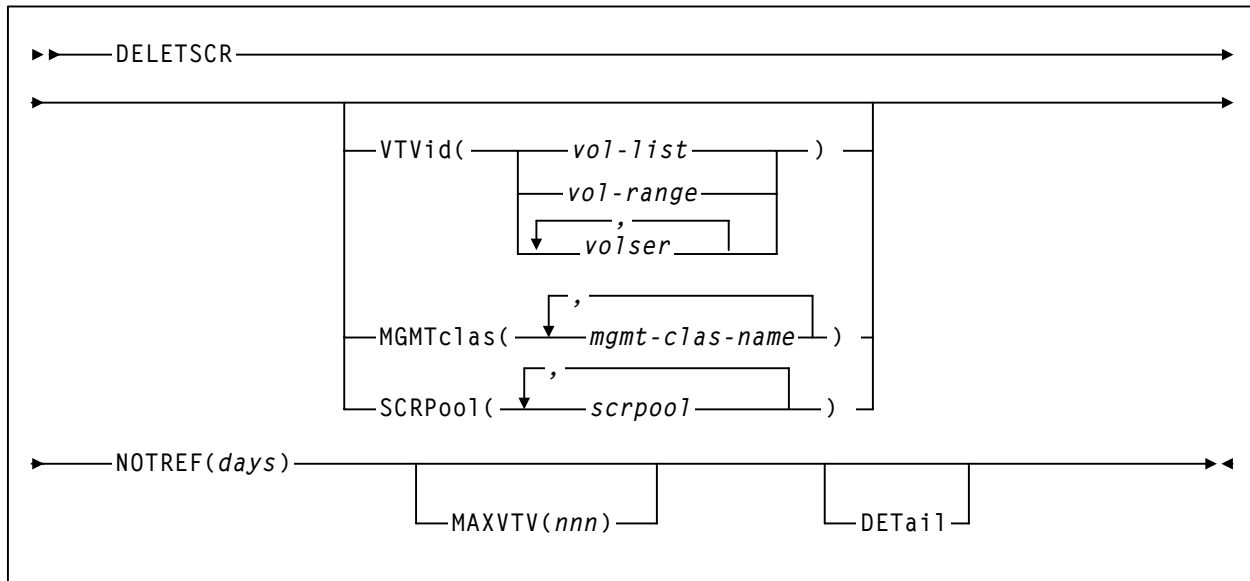 DELETSCR
VTVid( vol-list )
vol-range
,
volser
,
MGMTclas( mgmt-clas-name )
,
SCRPool( scrpool )
NOTREF(days)
MAXVTV(nnn) DETail